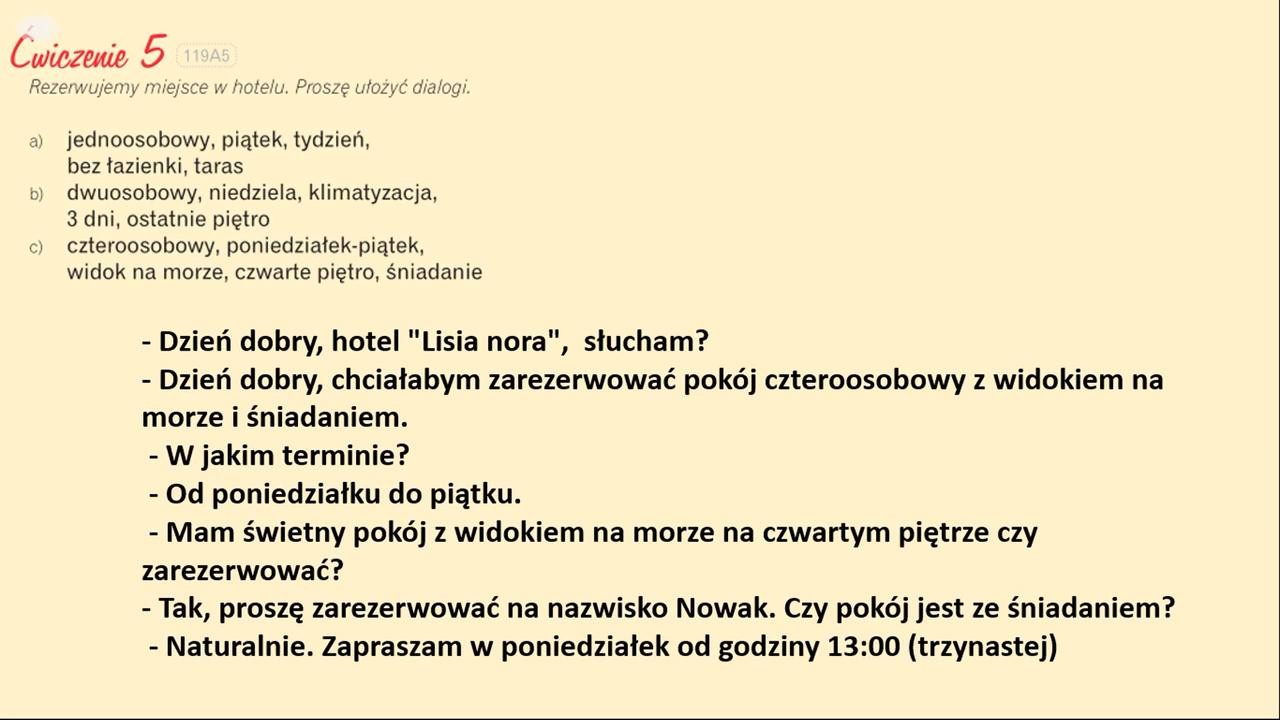 Ćwiczenie 5 119A5
Rezerwujemy miejsce w hotelu. Proszę ułożyć dialogi.
a) jednoosobowy, piątek, tydzień,
bez łazienki, taras
b) dwuosobowy, niedziela, klimatyzacja,
3 dni, ostatnie piętro
c) czteroosobowy, poniedziałek-piątek,
widok na morze, czwarte piętro, śniadanie
- Dzień dobry, hotel "Lisia nora", słucham?
- Dzień dobry, chciałabym zarezerwować pokój czteroosobowy z widokiem na
morze i śniadaniem.
- W jakim terminie?
- Od poniedziałku do piątku.
- Mam świetny pokój z widokiem na morze na czwartym piętrze czy
zarezerwować?
- Tak, proszę zarezerwować na nazwisko Nowak. Czy pokój jest ze śniadaniem?
- Naturalnie. Zapraszam w poniedziałek od godziny 13:00 (trzynastej)